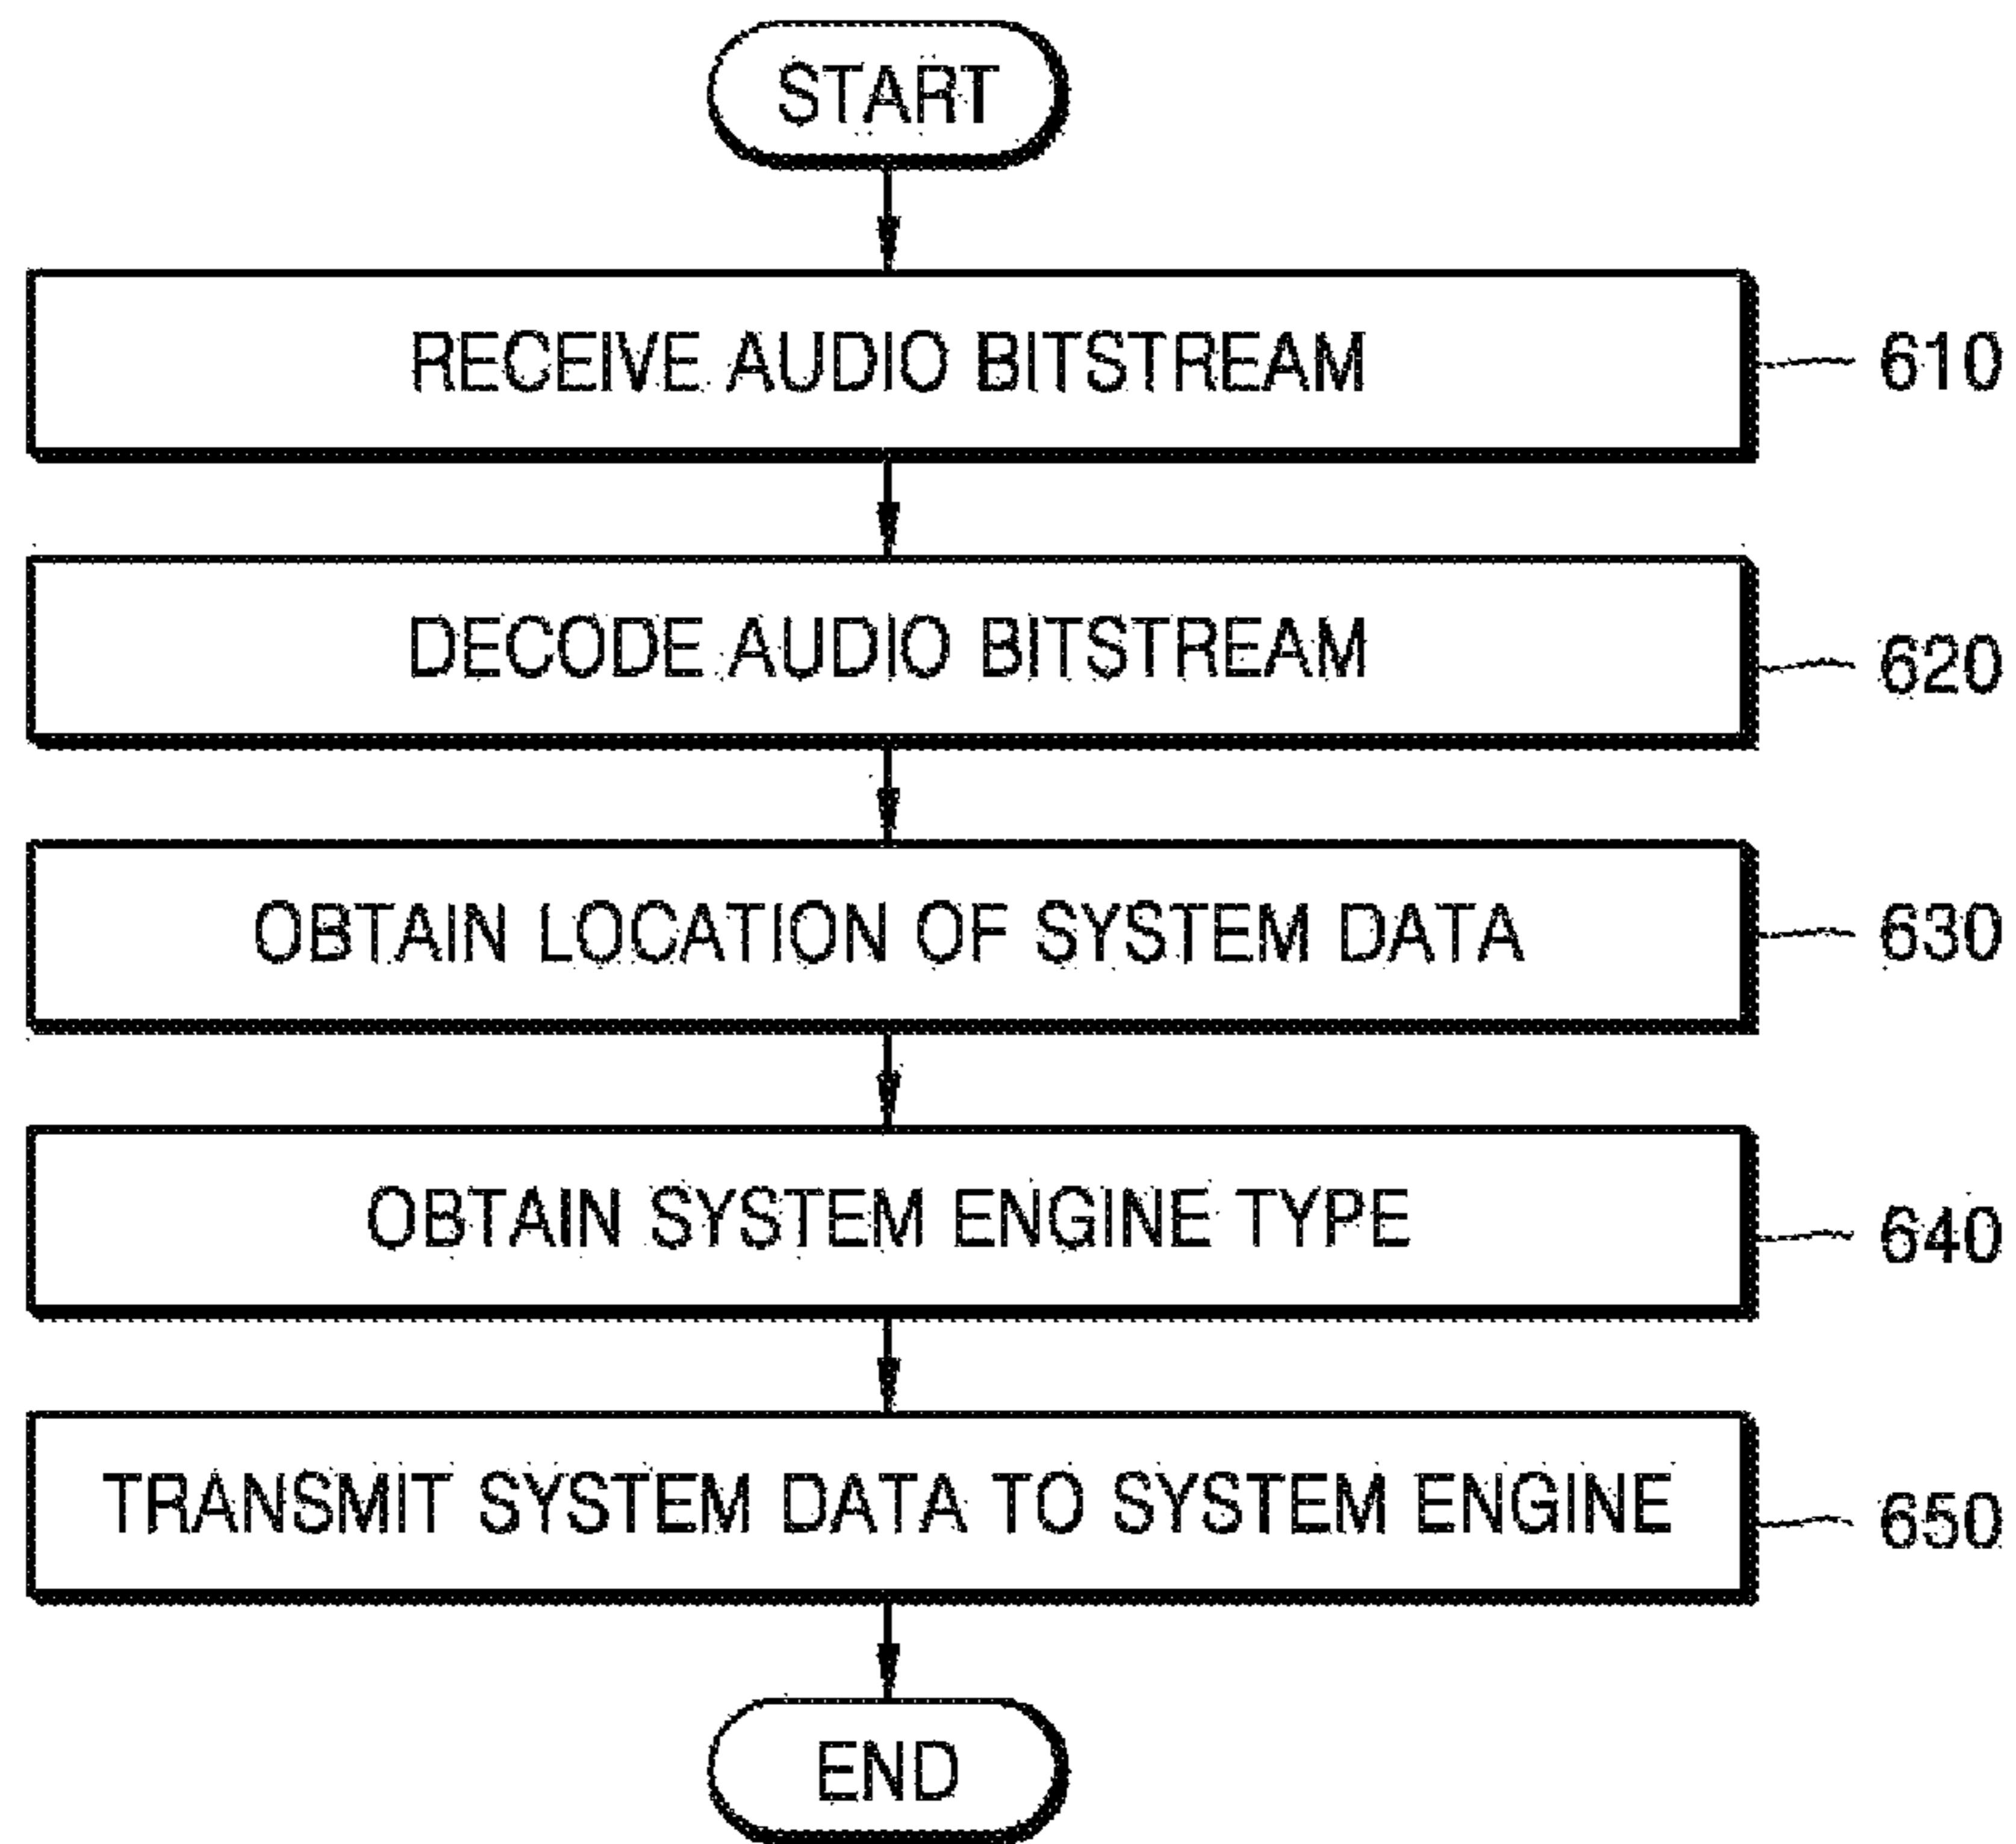 START
RECEIVE AUDIO BITSTREAM
610
DECODE AUDIO BITSTREAM
620
OBTAIN LOCATION OF SYSTEM DATA
630
OBTAIN SYSTEM ENGINE TYPE
640
TRANSMIT SYSTEM DATA TO SYSTEM ENGINE
650
END